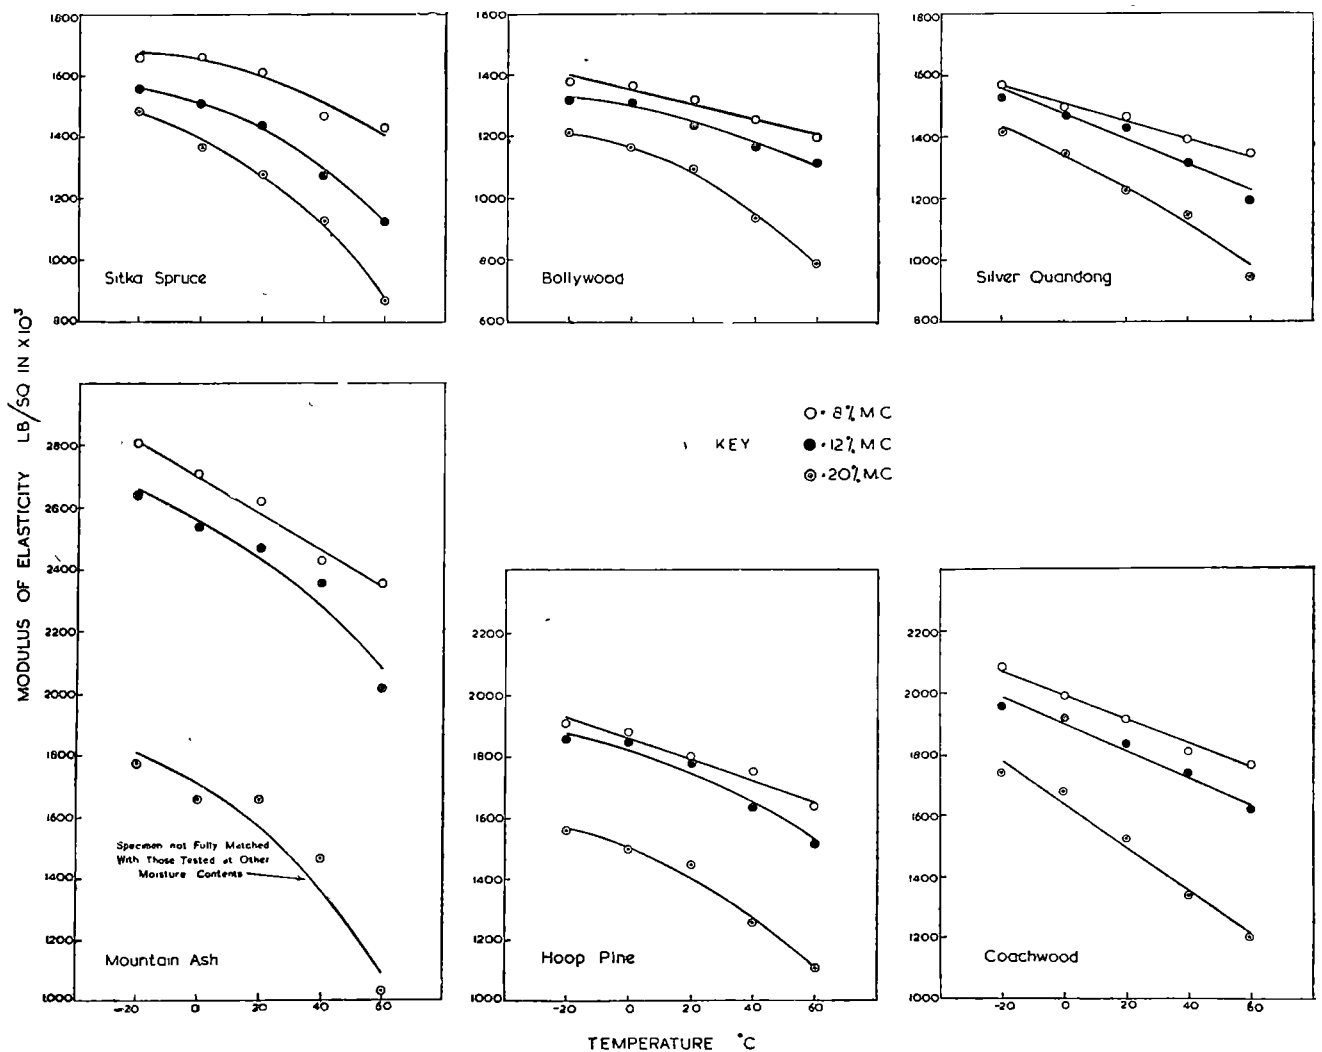 1800
1600
1400
1200
1000
800
Sitka Spruce
1600
1400
1200
1000
800
600
Bollywood
1800
1600
1400
1200
1000
800
Silver Quandong
MODULUS OF ELASTICITY LB/SQ IN X10³
KEY
8% M C
12% M C
20% M C
2800
2600
2400
2200
2000
1800
1600
1400
1200
1000
Specimen not Fully Matched
With Those Tested at Other
Moisture Contents
Mountain Ash
-20 0 20 40 60
2200
2000
1800
1600
1400
1200
1000
Hoop Pine
-20 0 20 40 60
2200
2000
1800
1600
1400
1200
1000
Coachwood
-20 0 20 40 60
TEMPERATURE °C